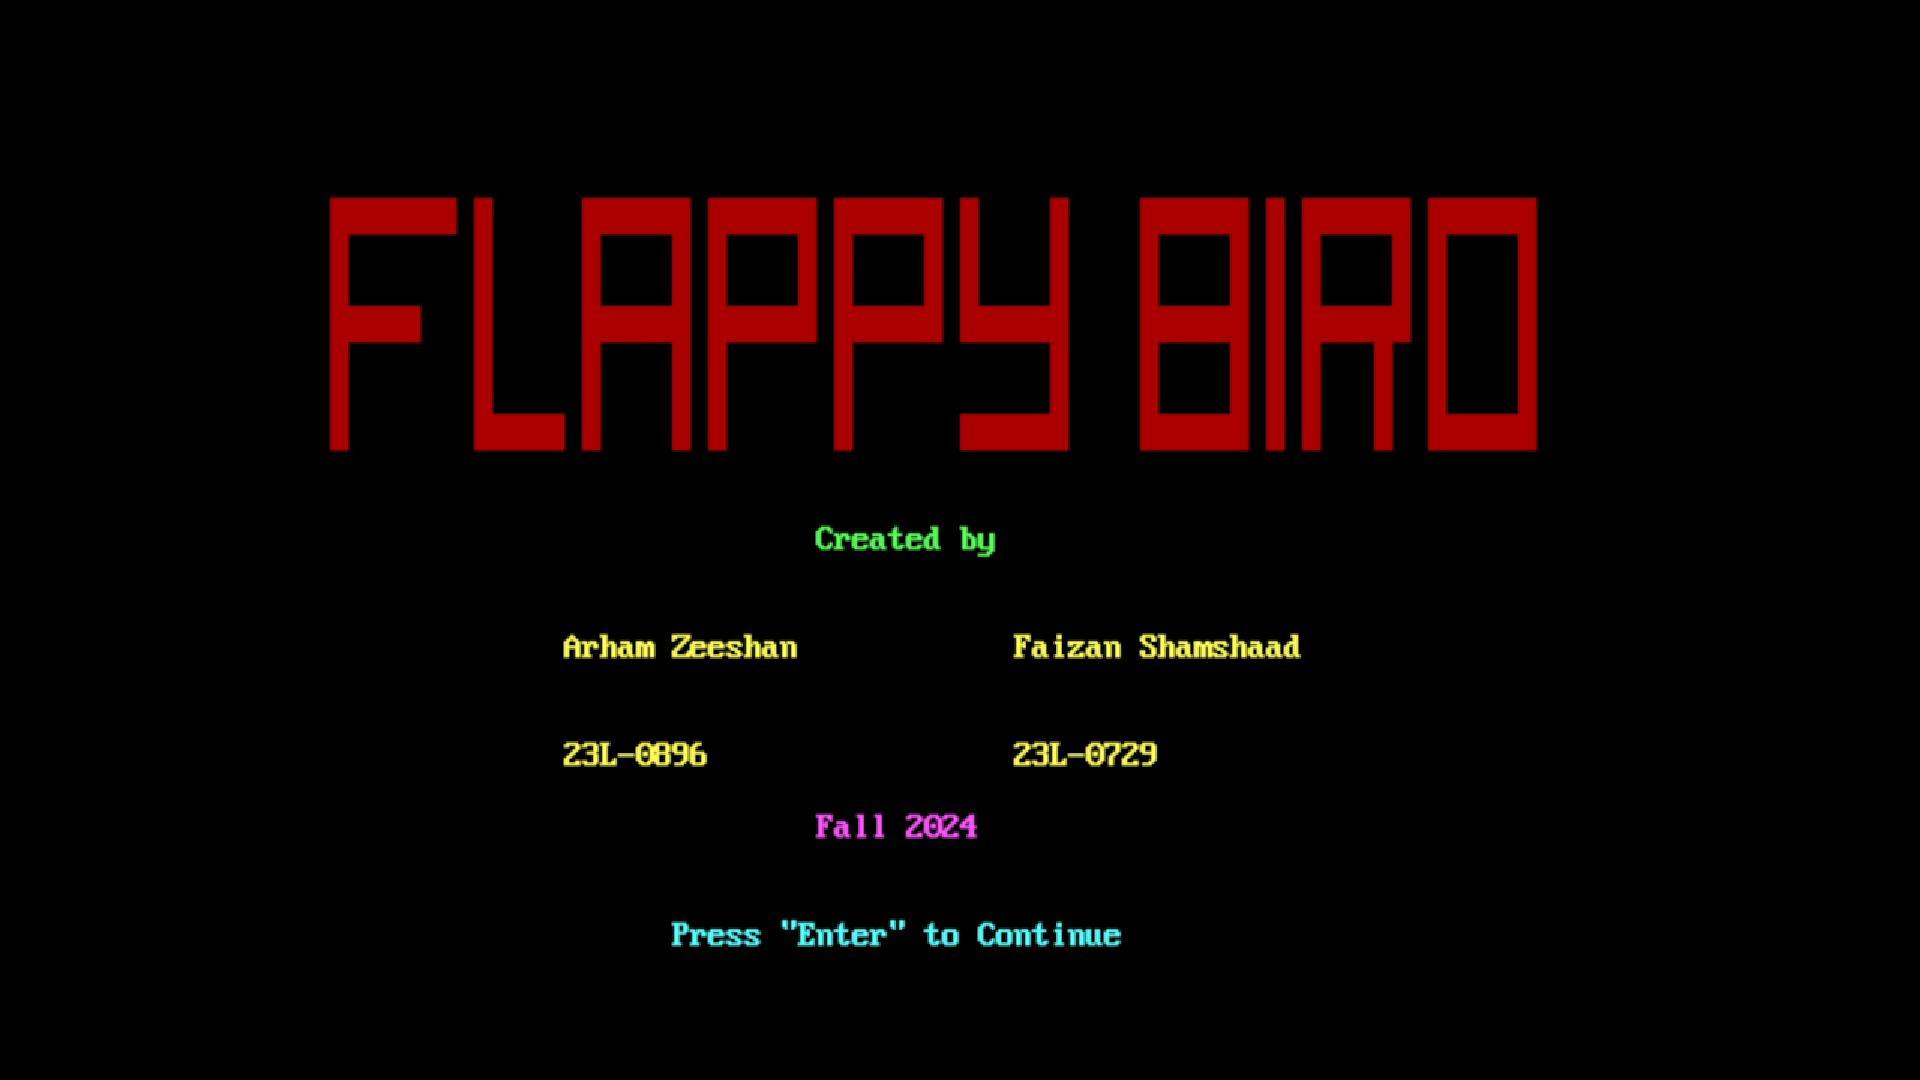 FLAPPY BIRD
Created by
Arham Zeeshan Faizan Shamshaad
23L-0896 23L-0729
Fall 2024
Press "Enter" to Continue